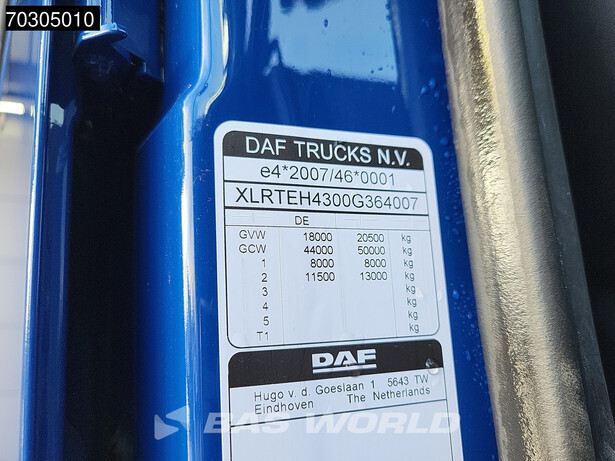 70305010
DAF TRUCKS N.V.
e4*2007/46*0001
XLRTEH4300G364007
DE
GVW 18000 20500 kg
GCW 44000 50000 kg
1 8000 8000 kg
2 11500 13000 kg
3 kg
4 kg
5 kg
T1 kg
DAF
Hugo v. d. Goeslaan 1 5643 TW
Eindhoven The Netherlands
BAS WORLD